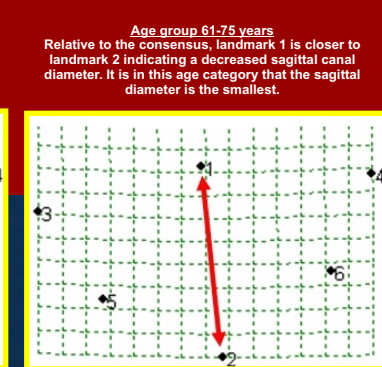 Age group 61-75 years
Relative to the consensus, landmark 1 is closer to
landmark 2 indicating a decreased sagittal canal
diameter. It is in this age category that the sagittal
diameter is the smallest.
1
4
3
6
5
2